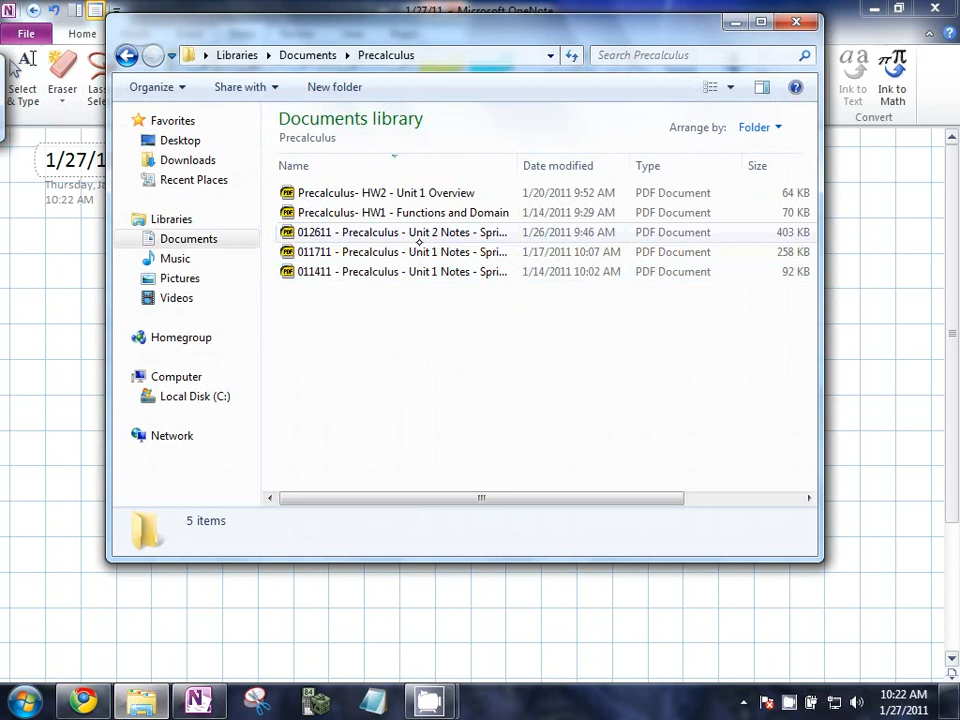 1/27/11 - Microsoft OneNote
File
Home
Libraries
Documents
Precalculus
Search Precalculus
Select
& Type
Eraser
Ink to
Text
Ink to
Math
Convert
Organize
Share with
New folder
Favorites
Desktop
Downloads
Recent Places
Libraries
Documents
Music
Pictures
Videos
Homegroup
Computer
Local Disk (C:)
Network
Documents library
Precalculus
Arrange by: Folder
Name Date modified Type Size
Precalculus- HW2 - Unit 1 Overview 1/20/2011 9:52 AM PDF Document 64 KB
Precalculus- HW1 - Functions and Domain 1/14/2011 9:29 AM PDF Document 70 KB
012611 - Precalculus - Unit 2 Notes - Spri... 1/26/2011 9:46 AM PDF Document 403 KB
011711 - Precalculus - Unit 1 Notes - Spri... 1/17/2011 10:07 AM PDF Document 258 KB
011411 - Precalculus - Unit 1 Notes - Spri... 1/14/2011 10:02 AM PDF Document 92 KB
5 items
1/27/1
Thursday, Ja
10:22 AM
10:22 AM
1/27/2011